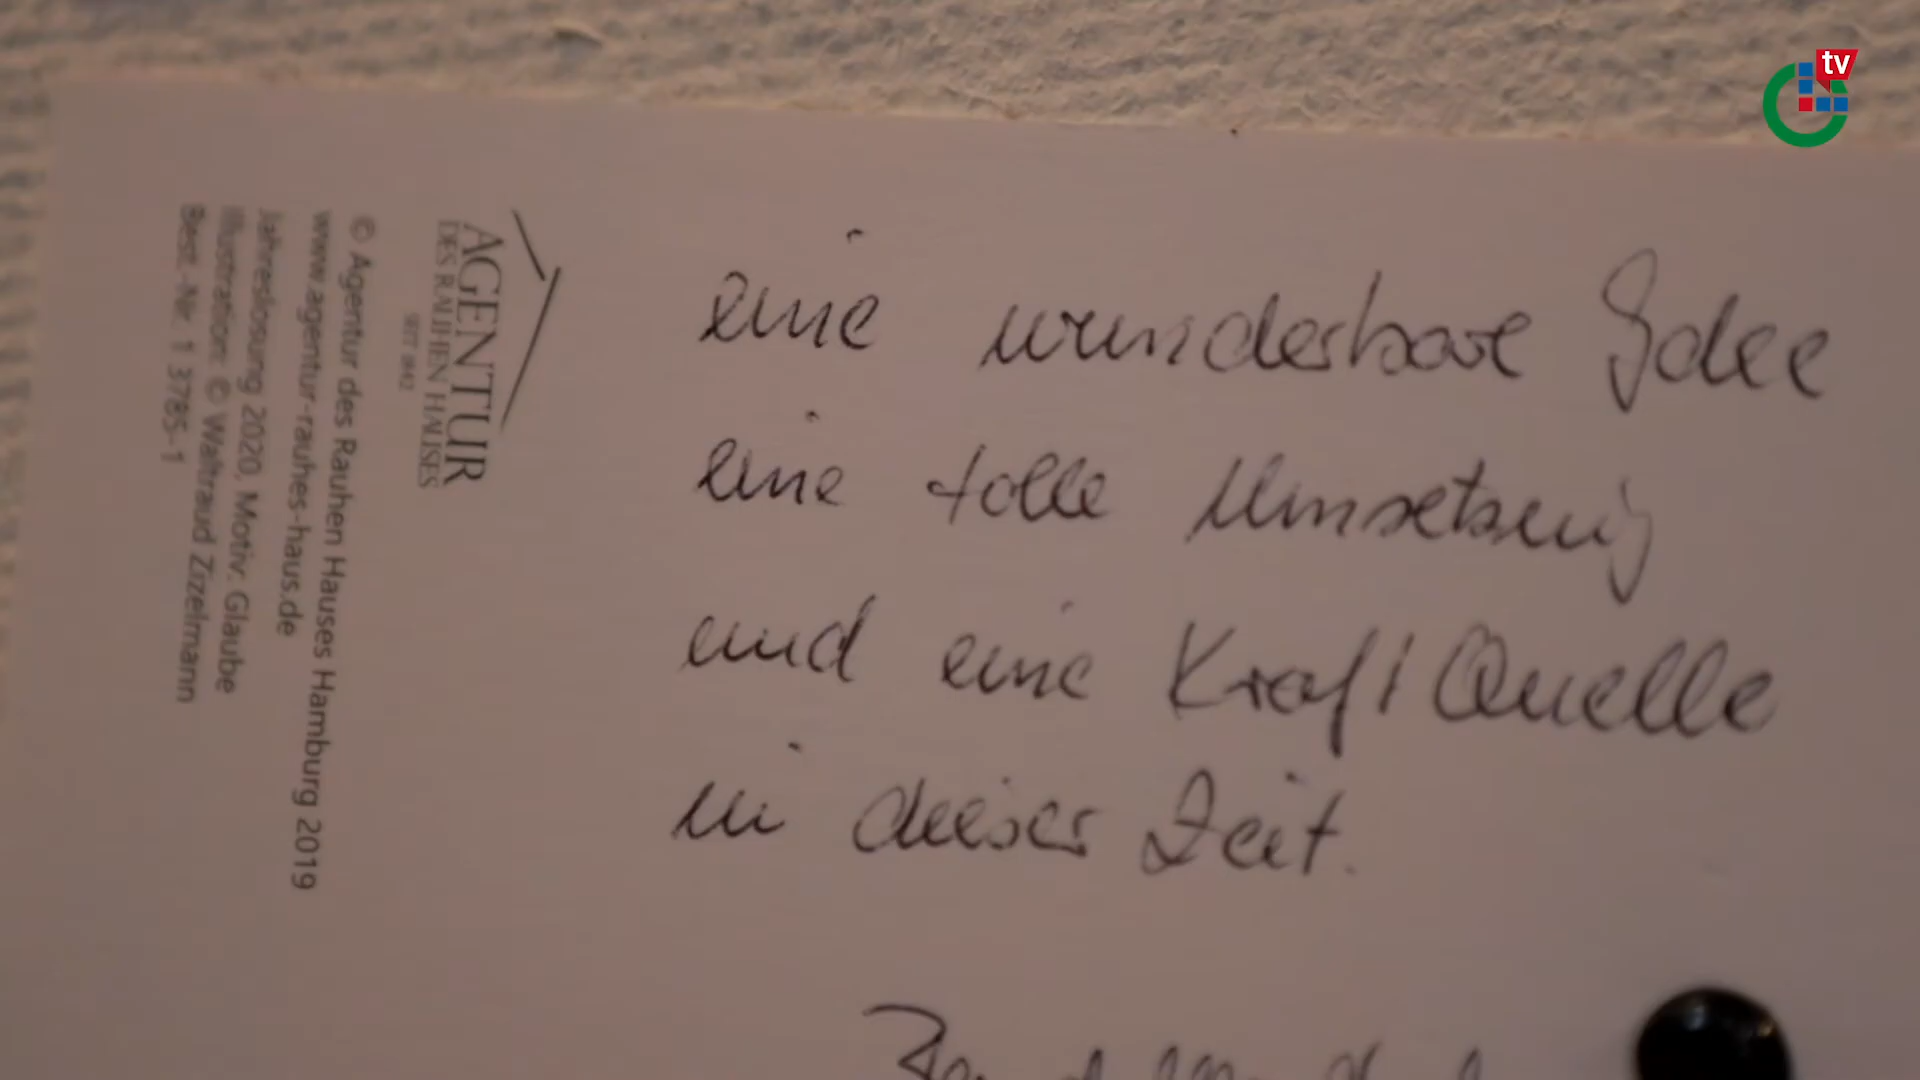 tv
eine wunderbare Idee
eine tolle Umsetzung
und eine Kraft Quelle
in dieser Zeit.
AGENTUR
DES RAUHEN HAUSES
SEIT 1842
© Agentur des Rauhen Hauses Hamburg 2019
www.agentur-rauhes-haus.de
Jahreslosung 2020, Motiv: Glaube
Illustration: © Waltraud Zizelmann
Best.-Nr. 1 3785-1